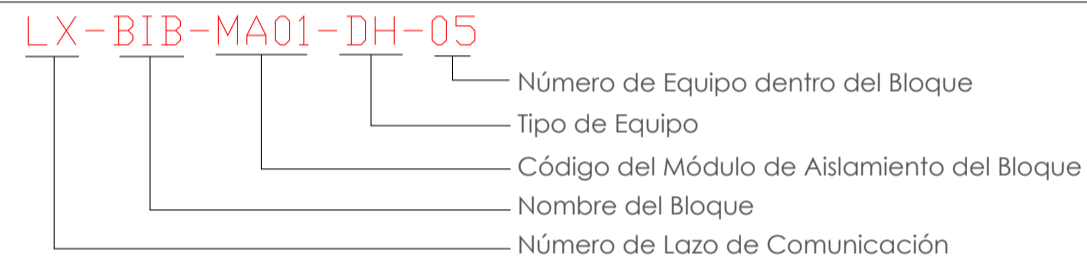 LX-BIB-MA01-DH-05
Número de Equipo dentro del Bloque
Tipo de Equipo
Código del Módulo de Aislamiento del Bloque
Nombre del Bloque
Número de Lazo de Comunicación